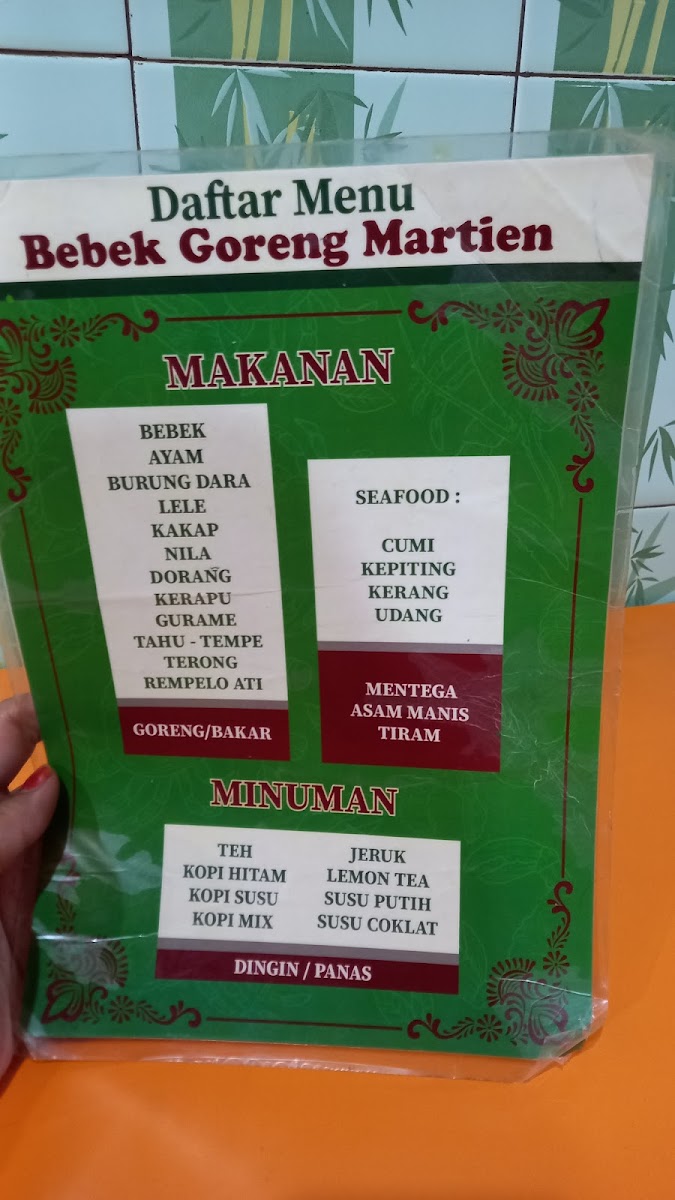 Daftar Menu
Bebek Goreng Martien
MAKANAN
BEBEK
AYAM
BURUNG DARA
LELE
KAKAP
NILA
DORANG
KERAPU
GURAME
TAHU - TEMPE
TERONG
REMPELO ATI
GORENG/BAKAR
SEAFOOD :
CUMI
KEPITING
KERANG
UDANG
MENTEGA
ASAM MANIS
TIRAM
MINUMAN
TEH
KOPI HITAM
KOPI SUSU
KOPI MIX
JERUK
LEMON TEA
SUSU PUTIH
SUSU COKLAT
DINGIN / PANAS